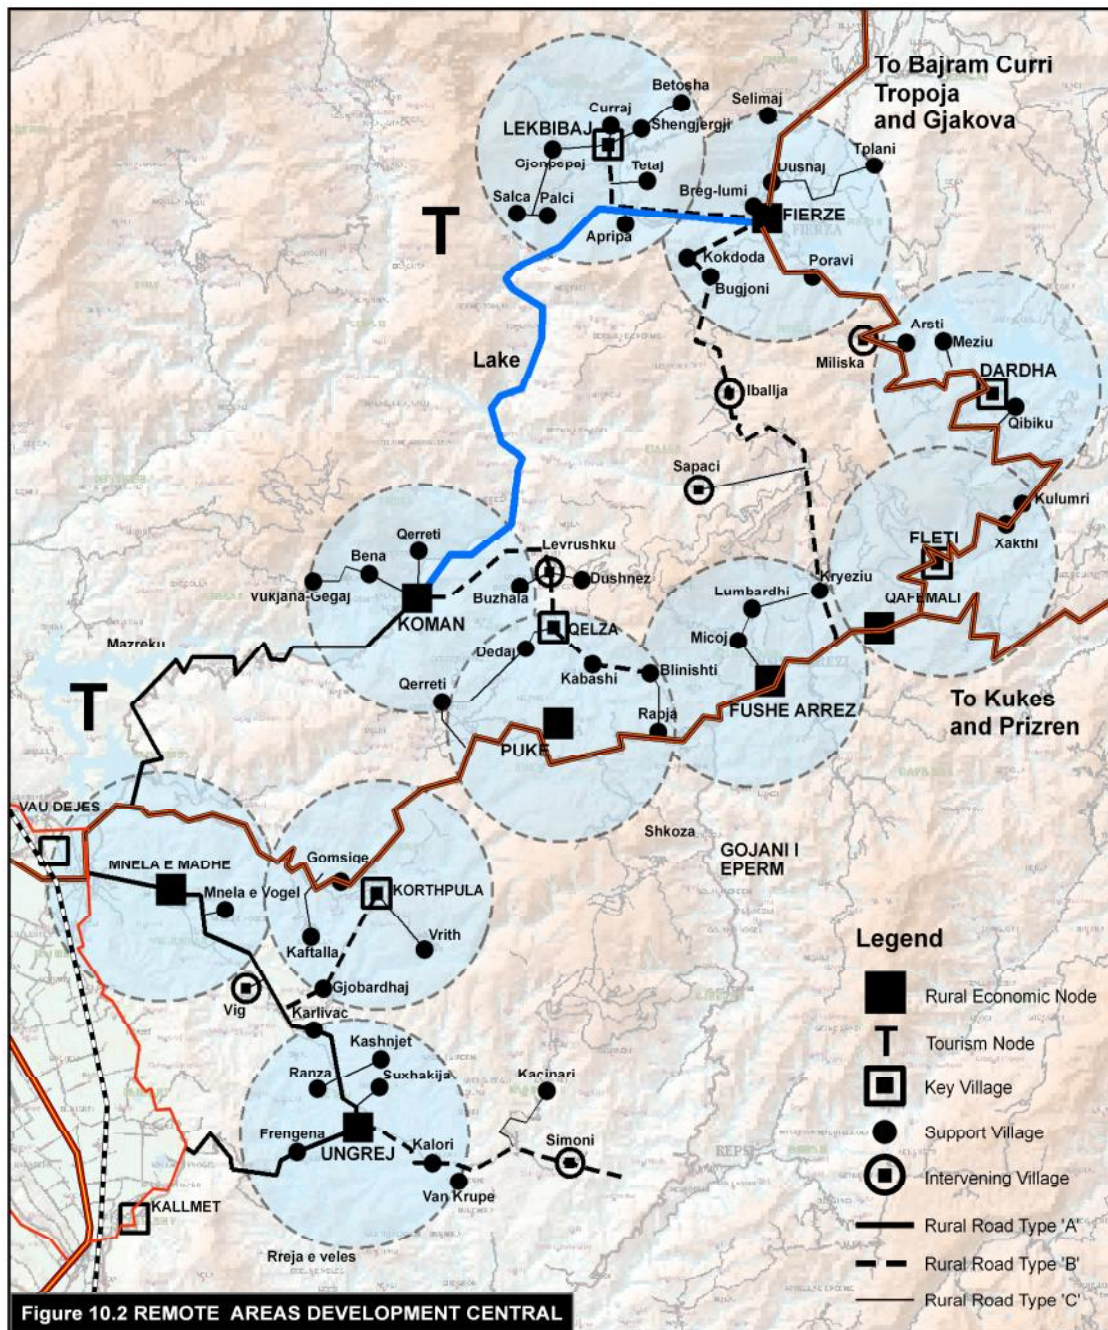 To Bajram Curri
Tropoja
and Gjakova
Betosha
Selimaj
Curraj
LEKBIBAJ
Shengjergji
Tplani
Gjonpepaj
Tetaj
Dusnaj
Salca
Palci
Breg-lumi
FIERZE
Apripa
Kokdoda
Poravi
Bugjoni
Arsti
Meziu
Miliska
Lake
DARDHA
Iballja
Qibiku
Sapaci
Kulumri
Qerreti
Levrushku
FLETI
Xakthi
Bena
Dushnez
Kryeziu
Vukjana-Gegaj
Buzhala
Lumbardhi
QAFEMALI
KOMAN
QELZA
Micoj
Mazreku
Dedaj
Kabashi
Blinishti
Qerreti
FUSHE ARREZ
To Kukes
and Prizren
Rapja
PUKE
VAU DEJES
Shkoza
GOJANI I
EPERM
MNELA E MADHE
Gomsige
Mnela e Vogel
KORTHPULA
Kaftalla
Vrith
Vig
Gjobardhaj
Karlivac
Kashnjet
Ranza
Kacinari
Frengena
UNGREJ
Kalori
Simoni
Van Krupe
KALLMET
Rreja e veles
Legend
Rural Economic Node
T Tourism Node
Key Village
Support Village
Intervening Village
Rural Road Type 'A'
Rural Road Type 'B'
Rural Road Type 'C'
T
T
Figure 10.2 REMOTE AREAS DEVELOPMENT CENTRAL